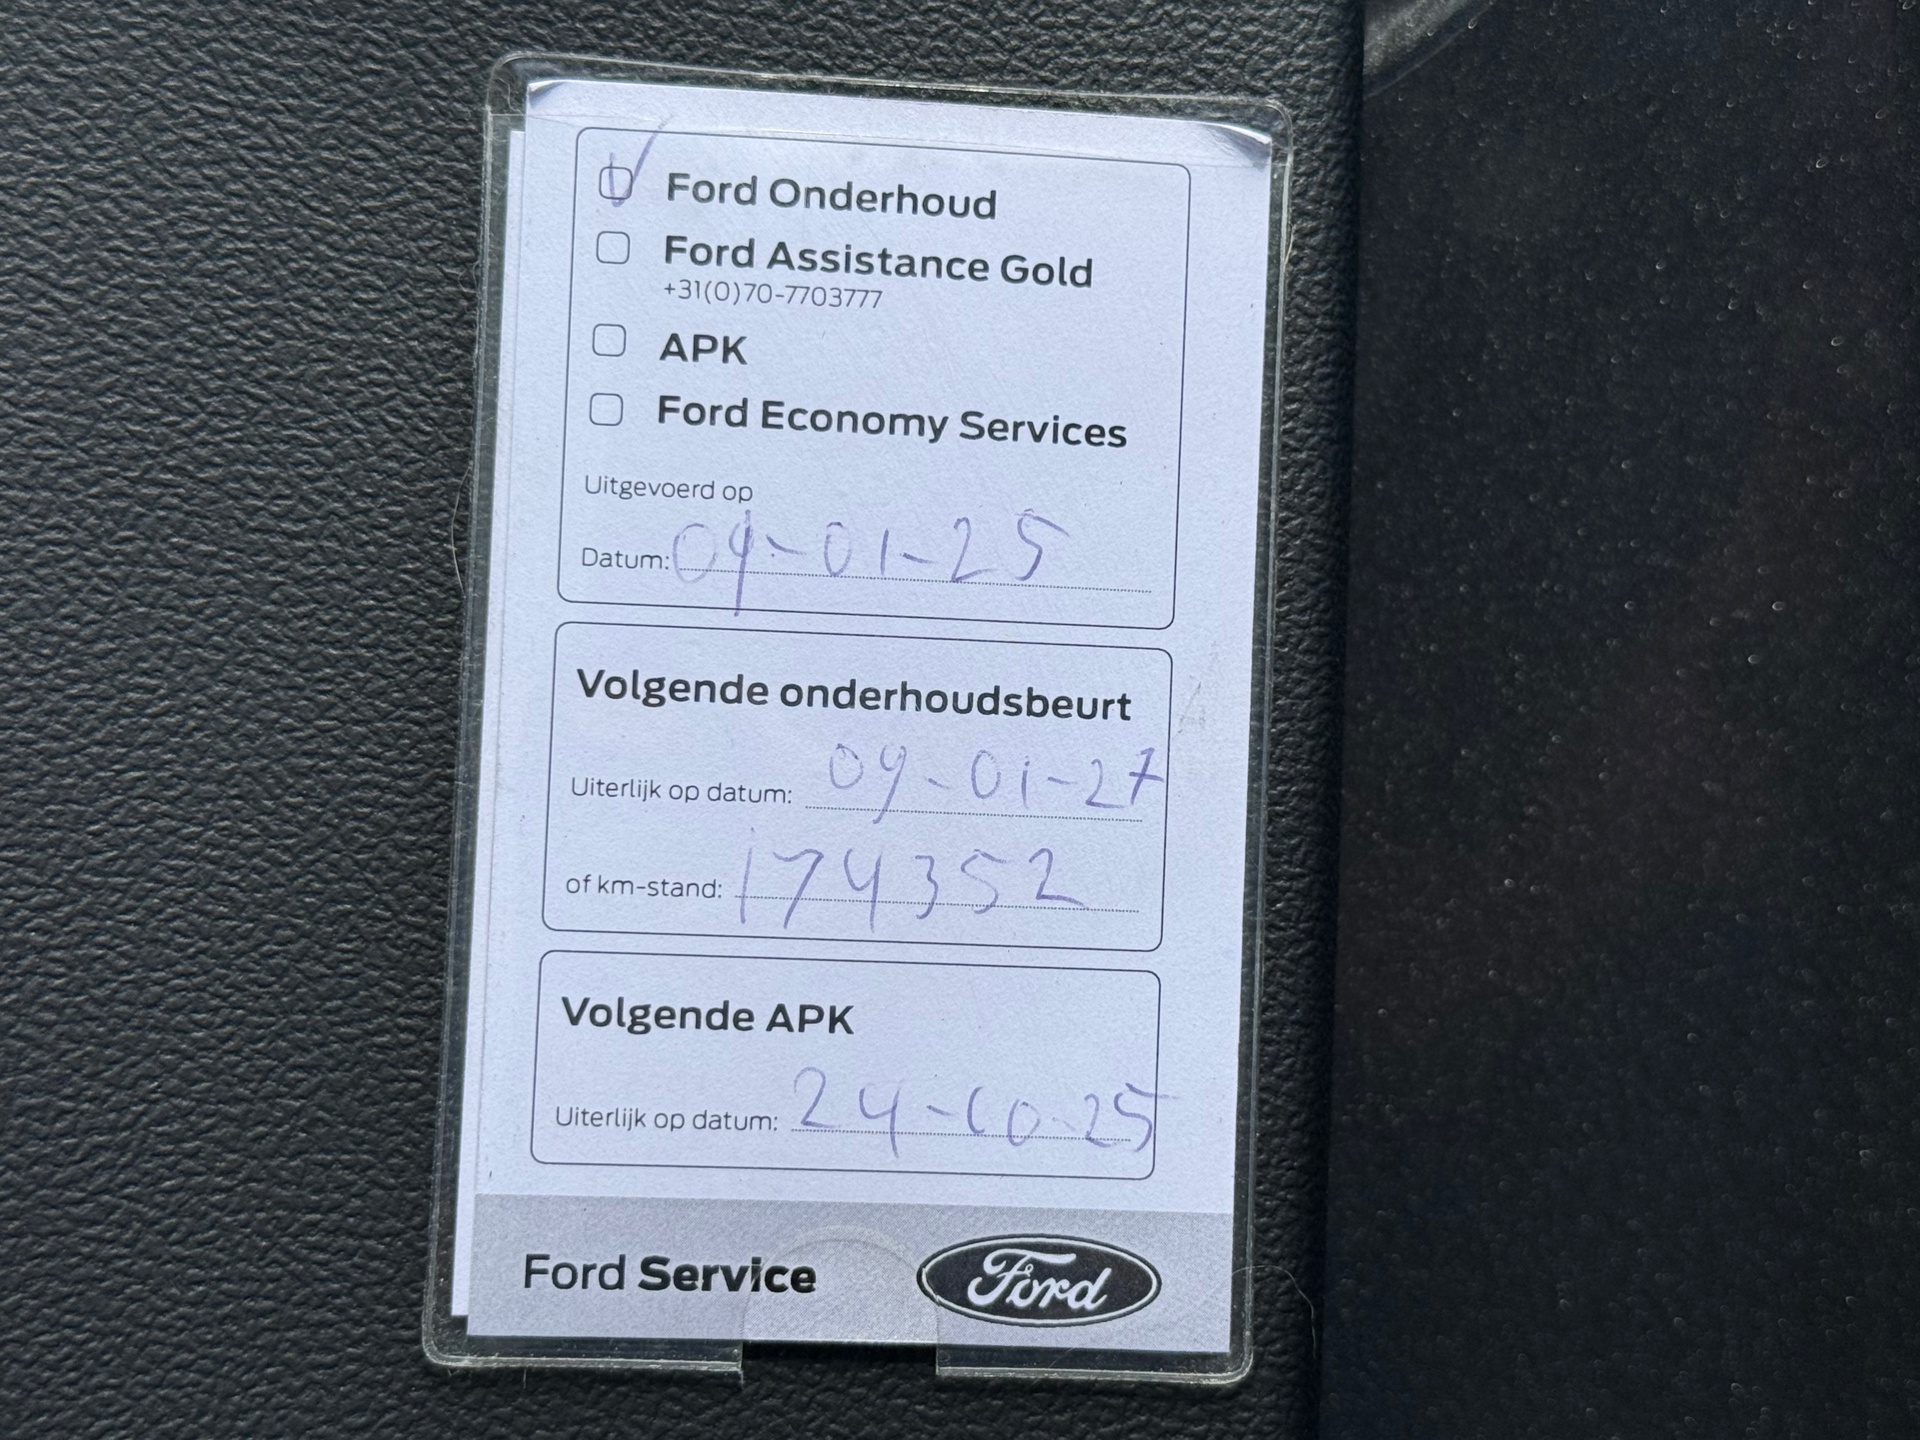 Ford Onderhoud
Ford Assistance Gold
+31(0)70-7703777
APK
Ford Economy Services
Uitgevoerd op
Datum: 09-01-25
Volgende onderhoudsbeurt
Uiterlijk op datum: 09-01-27
of km-stand: 174352
Volgende APK
Uiterlijk op datum: 24-10-25
Ford Service
Ford